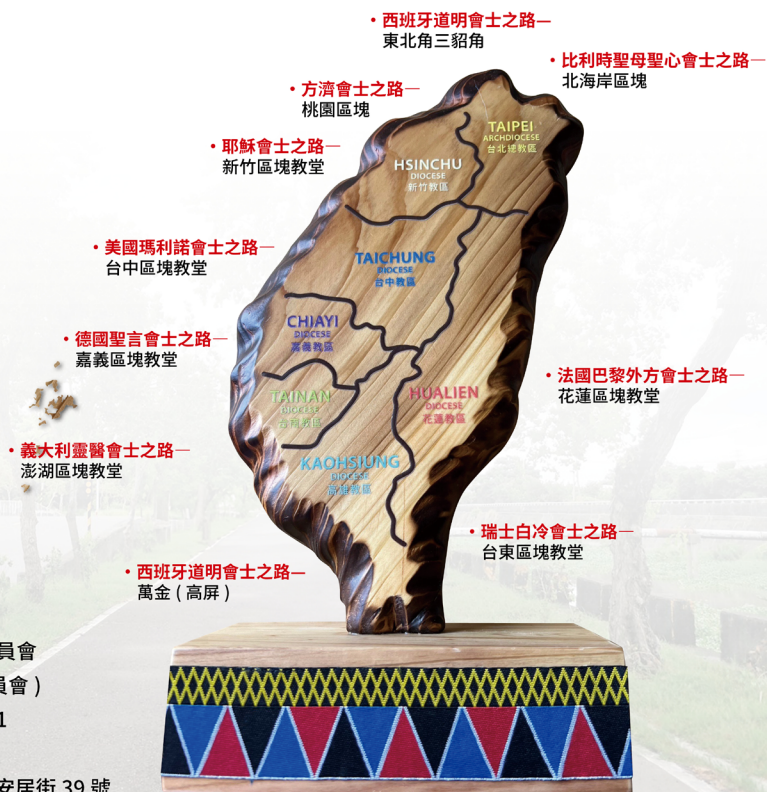 ・西班牙道明會士之路—
東北角三貂角
・比利時聖母聖心會士之路—
北海岸區塊
・方濟會士之路—
桃園區塊
・耶穌會士之路—
新竹區塊教堂
TAIPEI
ARCHDIOCESE
台北總教區
HSINCHU
DIOCESE
新竹教區
・美國瑪利諾會士之路—
台中區塊教堂
TAICHUNG
DIOCESE
台中教區
・德國聖言會士之路—
嘉義區塊教堂
CHIAYI
DIOCESE
嘉義教區
・法國巴黎外方會士之路—
花蓮區塊教堂
TAINAN
DIOCESE
台南教區
HUALIEN
DIOCESE
花蓮教區
・義大利靈醫會士之路—
澎湖區塊教堂
KAOHSIUNG
DIOCESE
高雄教區
・瑞士白冷會士之路—
台東區塊教堂
・西班牙道明會士之路—
萬金 ( 高屏 )
員會
員會 )
1
安居街 39 號